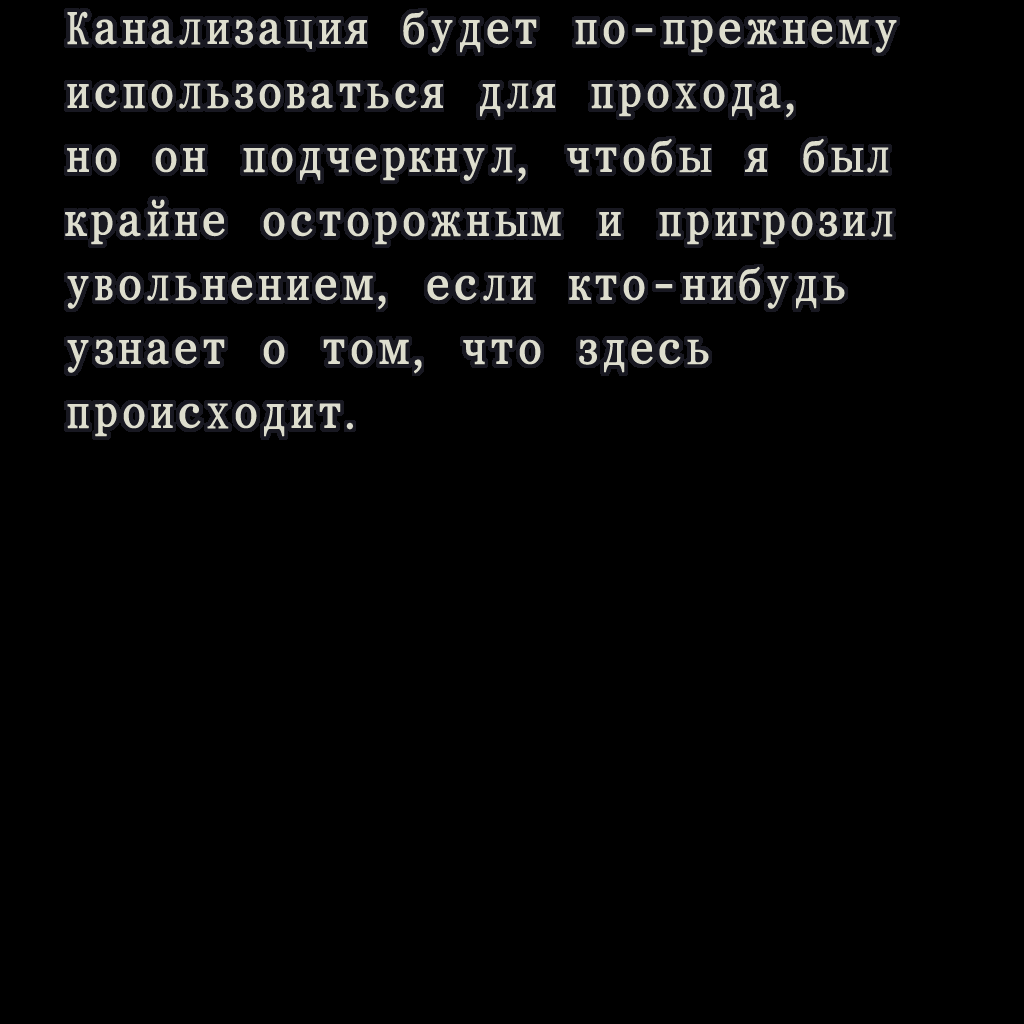 Канализация будет по-прежнему
использоваться для прохода,
но он подчеркнул, чтобы я был
крайне осторожным и пригрозил
увольнением, если кто-нибудь
узнает о том, что здесь
происходит.